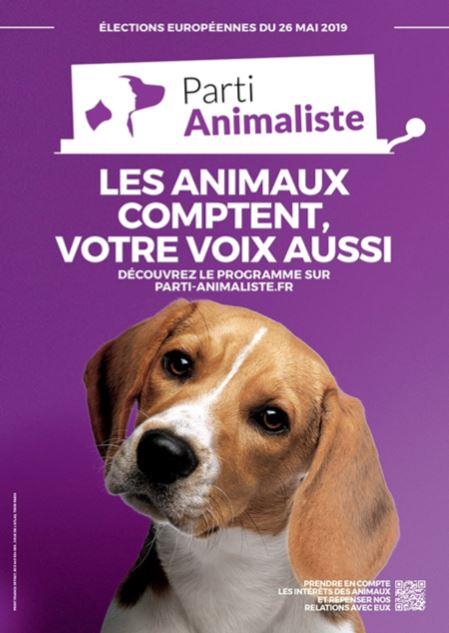 ÉLECTIONS EUROPÉENNES DU 26 MAI 2019
Parti
Animaliste
LES ANIMAUX
COMPTENT,
VOTRE VOIX AUSSI
DÉCOUVREZ LE PROGRAMME SUR
PARTI-ANIMALISTE.FR
PRENDRE EN COMPTE
LES INTÉRÊTS DES ANIMAUX
ET REPENSER NOS
RELATIONS AVEC EUX